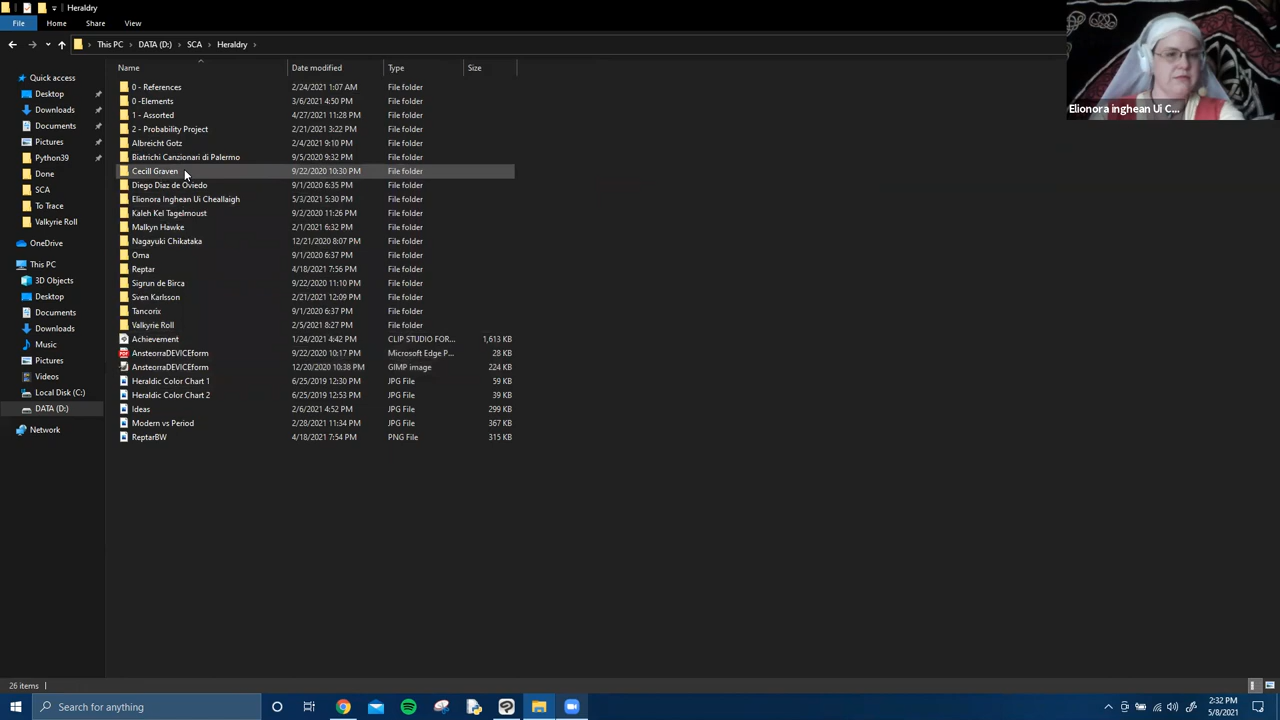 Heraldry
File Home Share View
This PC DATA (D:) SCA Heraldry
Elionora inghean Ui C...
Name Date modified Type Size
0 - References 2/24/2021 1:07 AM File folder
0 -Elements 3/6/2021 4:50 PM File folder
1 - Assorted 4/27/2021 11:28 PM File folder
2 - Probability Project 2/21/2021 3:22 PM File folder
Albreicht Gotz 2/4/2021 9:10 PM File folder
Biatrichi Canzionari di Palermo 9/5/2020 9:32 PM File folder
Cecill Graven 9/22/2020 10:30 PM File folder
Diego Diaz de Oviedo 9/1/2020 6:35 PM File folder
Elionora Inghean Ui Cheallaigh 5/3/2021 5:30 PM File folder
Kaleh Kel Tagelmoust 9/2/2020 11:26 PM File folder
Malkyn Hawke 2/1/2021 6:32 PM File folder
Nagayuki Chikataka 12/21/2020 8:07 PM File folder
Oma 9/1/2020 6:37 PM File folder
Reptar 4/18/2021 7:56 PM File folder
Sigrun de Birca 9/22/2020 11:10 PM File folder
Sven Karlsson 2/21/2021 12:09 PM File folder
Tancorix 9/1/2020 6:37 PM File folder
Valkyrie Roll 2/5/2021 8:27 PM File folder
Achievement 1/24/2021 4:42 PM CLIP STUDIO FOR... 1,613 KB
AnsteorraDEVICEform 9/22/2020 10:17 PM Microsoft Edge P... 28 KB
AnsteorraDEVICEform 12/20/2020 10:38 PM GIMP image 224 KB
Heraldic Color Chart 1 6/25/2019 12:30 PM JPG File 59 KB
Heraldic Color Chart 2 6/25/2019 12:53 PM JPG File 39 KB
Ideas 2/6/2021 4:52 PM JPG File 299 KB
Modern vs Period 2/28/2021 11:34 PM JPG File 367 KB
ReptarBW 4/18/2021 7:54 PM PNG File 315 KB
Quick access
Desktop
Downloads
Documents
Pictures
Python39
Done
SCA
To Trace
Valkyrie Roll
OneDrive
This PC
3D Objects
Desktop
Documents
Downloads
Music
Pictures
Videos
Local Disk (C:)
DATA (D:)
Network
26 items
Search for anything
2:32 PM
5/8/2021